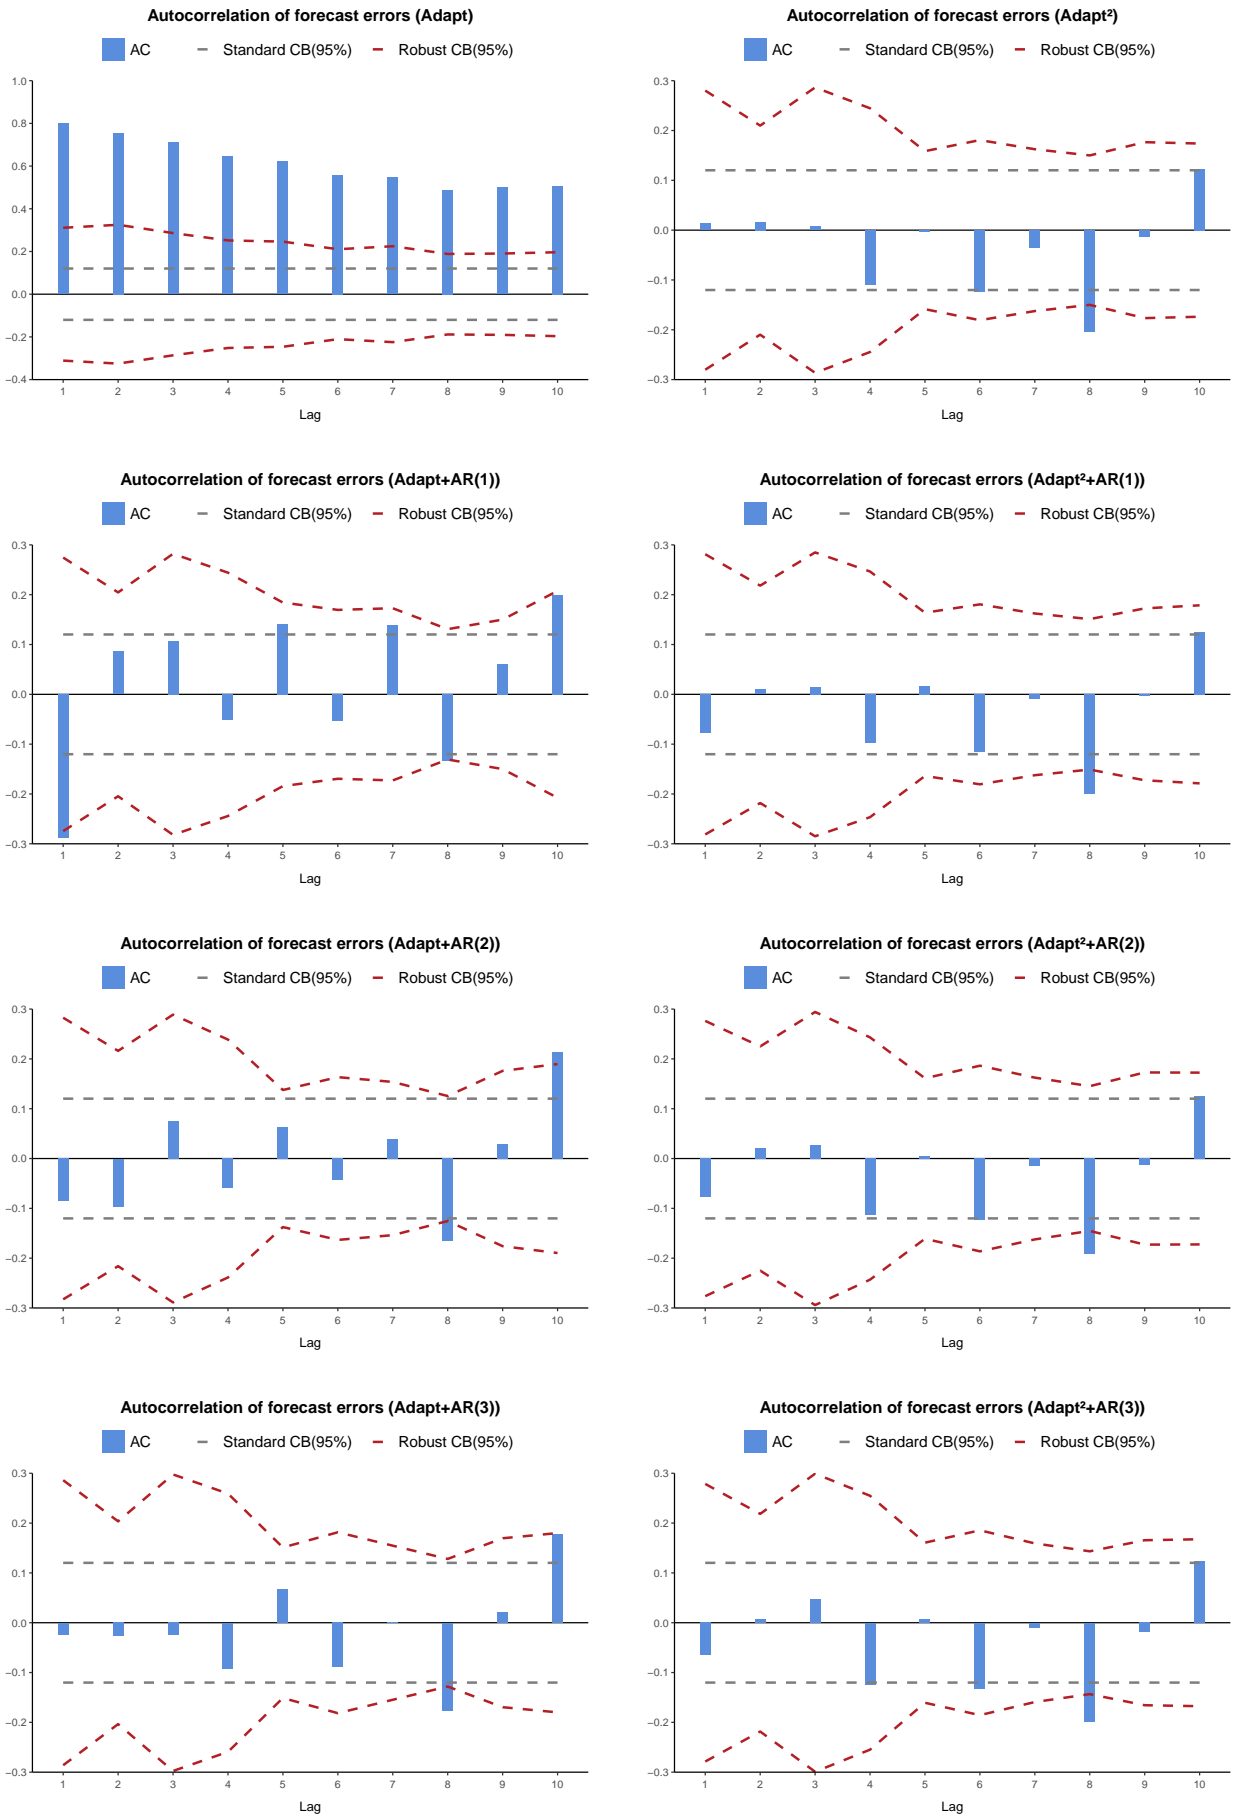 Autocorrelation of forecast errors (Adapt)
AC Standard CB(95%) Robust CB(95%)
1.0
0.8
0.6
0.4
0.2
0.0
−0.2
−0.4
1 2 3 4 5 6 7 8 9 10
Lag
Autocorrelation of forecast errors (Adapt²)
AC Standard CB(95%) Robust CB(95%)
0.3
0.2
0.1
0.0
−0.1
−0.2
−0.3
1 2 3 4 5 6 7 8 9 10
Lag
Autocorrelation of forecast errors (Adapt+AR(1))
AC Standard CB(95%) Robust CB(95%)
0.3
0.2
0.1
0.0
−0.1
−0.2
−0.3
1 2 3 4 5 6 7 8 9 10
Lag
Autocorrelation of forecast errors (Adapt²+AR(1))
AC Standard CB(95%) Robust CB(95%)
0.3
0.2
0.1
0.0
−0.1
−0.2
−0.3
1 2 3 4 5 6 7 8 9 10
Lag
Autocorrelation of forecast errors (Adapt+AR(2))
AC Standard CB(95%) Robust CB(95%)
0.3
0.2
0.1
0.0
−0.1
−0.2
−0.3
1 2 3 4 5 6 7 8 9 10
Lag
Autocorrelation of forecast errors (Adapt²+AR(2))
AC Standard CB(95%) Robust CB(95%)
0.3
0.2
0.1
0.0
−0.1
−0.2
−0.3
1 2 3 4 5 6 7 8 9 10
Lag
Autocorrelation of forecast errors (Adapt+AR(3))
AC Standard CB(95%) Robust CB(95%)
0.3
0.2
0.1
0.0
−0.1
−0.2
−0.3
1 2 3 4 5 6 7 8 9 10
Lag
Autocorrelation of forecast errors (Adapt²+AR(3))
AC Standard CB(95%) Robust CB(95%)
0.3
0.2
0.1
0.0
−0.1
−0.2
−0.3
1 2 3 4 5 6 7 8 9 10
Lag